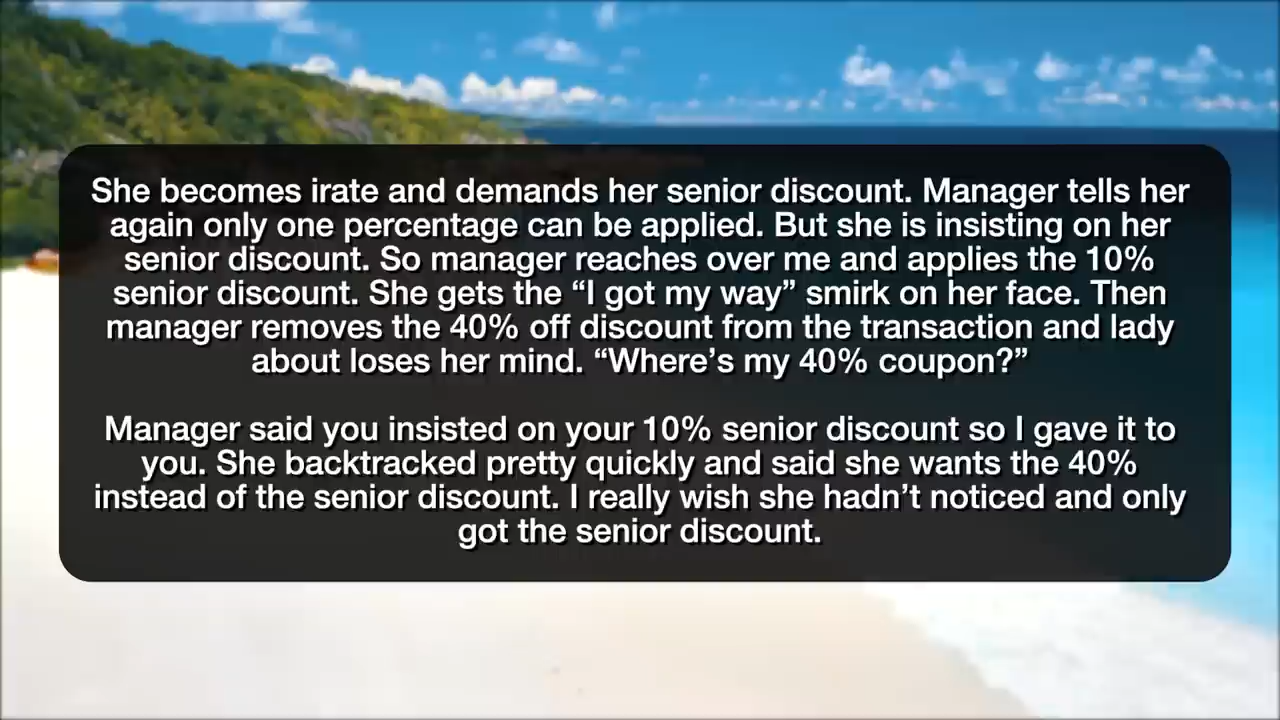 She becomes irate and demands her senior discount. Manager tells her
again only one percentage can be applied. But she is insisting on her
senior discount. So manager reaches over me and applies the 10%
senior discount. She gets the “I got my way” smirk on her face. Then
manager removes the 40% off discount from the transaction and lady
about loses her mind. “Where’s my 40% coupon?”
Manager said you insisted on your 10% senior discount so I gave it to
you. She backtracked pretty quickly and said she wants the 40%
instead of the senior discount. I really wish she hadn’t noticed and only
got the senior discount.